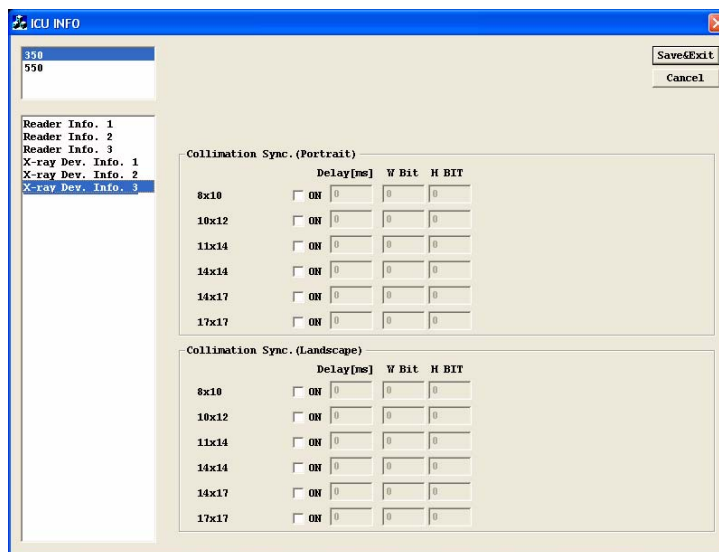 ICU INFO
350
550
Save&Exit
Cancel
Reader Info. 1
Reader Info. 2
Reader Info. 3
X-ray Dev. Info. 1
X-ray Dev. Info. 2
X-ray Dev. Info. 3
Collimation Sync.(Portrait)
Delay[ms] W Bit H BIT
8x10 ON 0 0 0
10x12 ON 0 0 0
11x14 ON 0 0 0
14x14 ON 0 0 0
14x17 ON 0 0 0
17x17 ON 0 0 0
Collimation Sync.(Landscape)
Delay[ms] W Bit H BIT
8x10 ON 0 0 0
10x12 ON 0 0 0
11x14 ON 0 0 0
14x14 ON 0 0 0
14x17 ON 0 0 0
17x17 ON 0 0 0